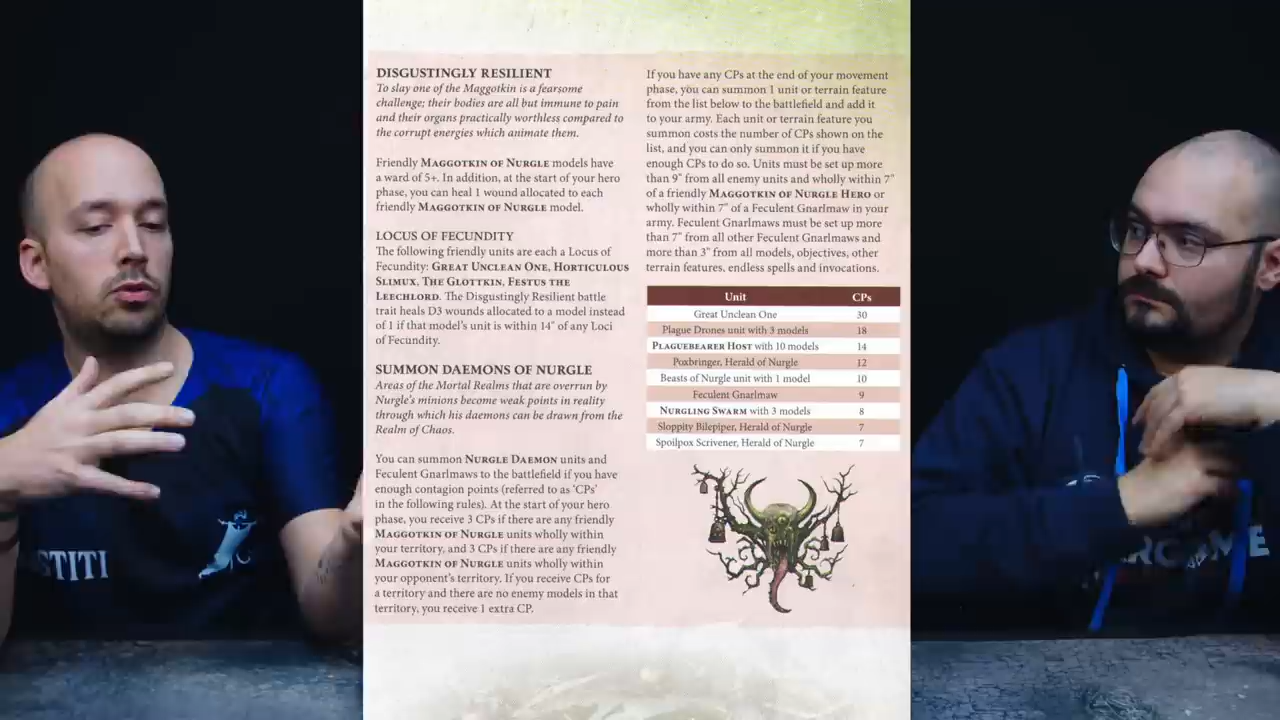 DISGUSTINGLY RESILIENT
To slay one of the Maggotkin is a fearsome
challenge; their bodies are all but immune to pain
and their organs practically worthless compared to
the corrupt energies which animate them.
Friendly MAGGOTKIN OF NURGLE models have
a ward of 5+. In addition, at the start of your hero
phase, you can heal 1 wound allocated to each
friendly MAGGOTKIN OF NURGLE model.
LOCUS OF FECUNDITY
The following friendly units are each a Locus of
Fecundity: GREAT UNCLEAN ONE, HORTICULOUS
SLIMUX, THE GLOTTKIN, FESTUS THE
LEECHLORD. The Disgustingly Resilient battle
trait heals D3 wounds allocated to a model instead
of 1 if that model's unit is within 14" of any Loci
of Fecundity.
SUMMON DAEMONS OF NURGLE
Areas of the Mortal Realms that are overrun by
Nurgle's minions become weak points in reality
through which his daemons can be drawn from the
Realm of Chaos.
You can summon NURGLE DAEMON units and
Feculent Gnarlmaws to the battlefield if you have
enough contagion points (referred to as 'CPs'
in the following rules). At the start of your hero
phase, you receive 3 CPs if there are any friendly
MAGGOTKIN OF NURGLE units wholly within
your territory, and 3 CPs if there are any friendly
MAGGOTKIN OF NURGLE units wholly within
your opponent's territory. If you receive CPs for
a territory and there are no enemy models in that
territory, you receive 1 extra CP.
If you have any CPs at the end of your movement
phase, you can summon 1 unit or terrain feature
from the list below to the battlefield and add it
to your army. Each unit or terrain feature you
summon costs the number of CPs shown on the
list, and you can only summon it if you have
enough CPs to do so. Units must be set up more
than 9" from all enemy units and wholly within 7"
of a friendly MAGGOTKIN OF NURGLE HERO or
wholly within 7" of a Feculent Gnarlmaw in your
army. Feculent Gnarlmaws must be set up more
than 7" from all other Feculent Gnarlmaws and
more than 3" from all models, objectives, other
terrain features, endless spells and invocations.
Unit CPs
Great Unclean One 30
Plague Drones unit with 3 models 18
PLAGUEBEARER HOST with 10 models 14
Poxbringer, Herald of Nurgle 12
Beasts of Nurgle unit with 1 model 10
Feculent Gnarlmaw 9
NURGLING SWARM with 3 models 8
Sloppity Bilepiper, Herald of Nurgle 7
Spoilpox Scrivener, Herald of Nurgle 7
STITI